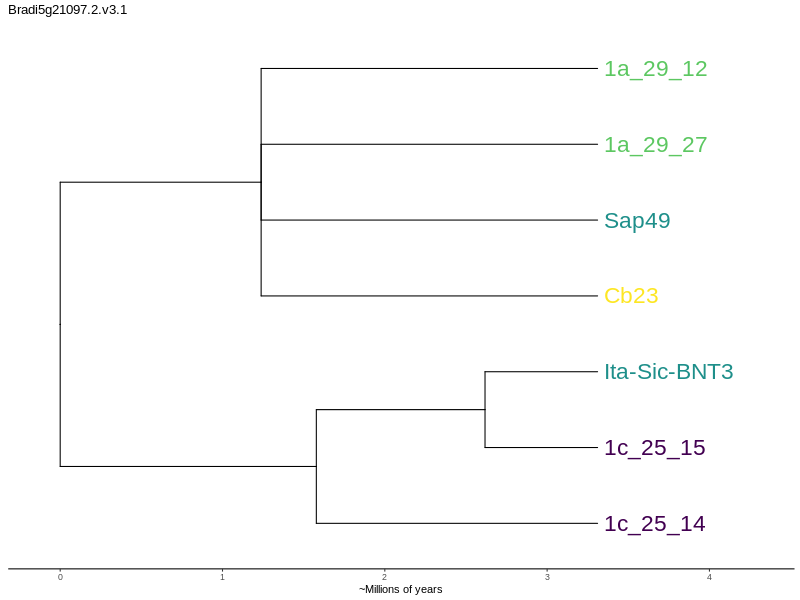 Bradi5g21097.2.v3.1
1a_29_12
1a_29_27
Sap49
Cb23
Ita-Sic-BNT3
1c_25_15
1c_25_14
0 1 2 3 4
~Millions of years